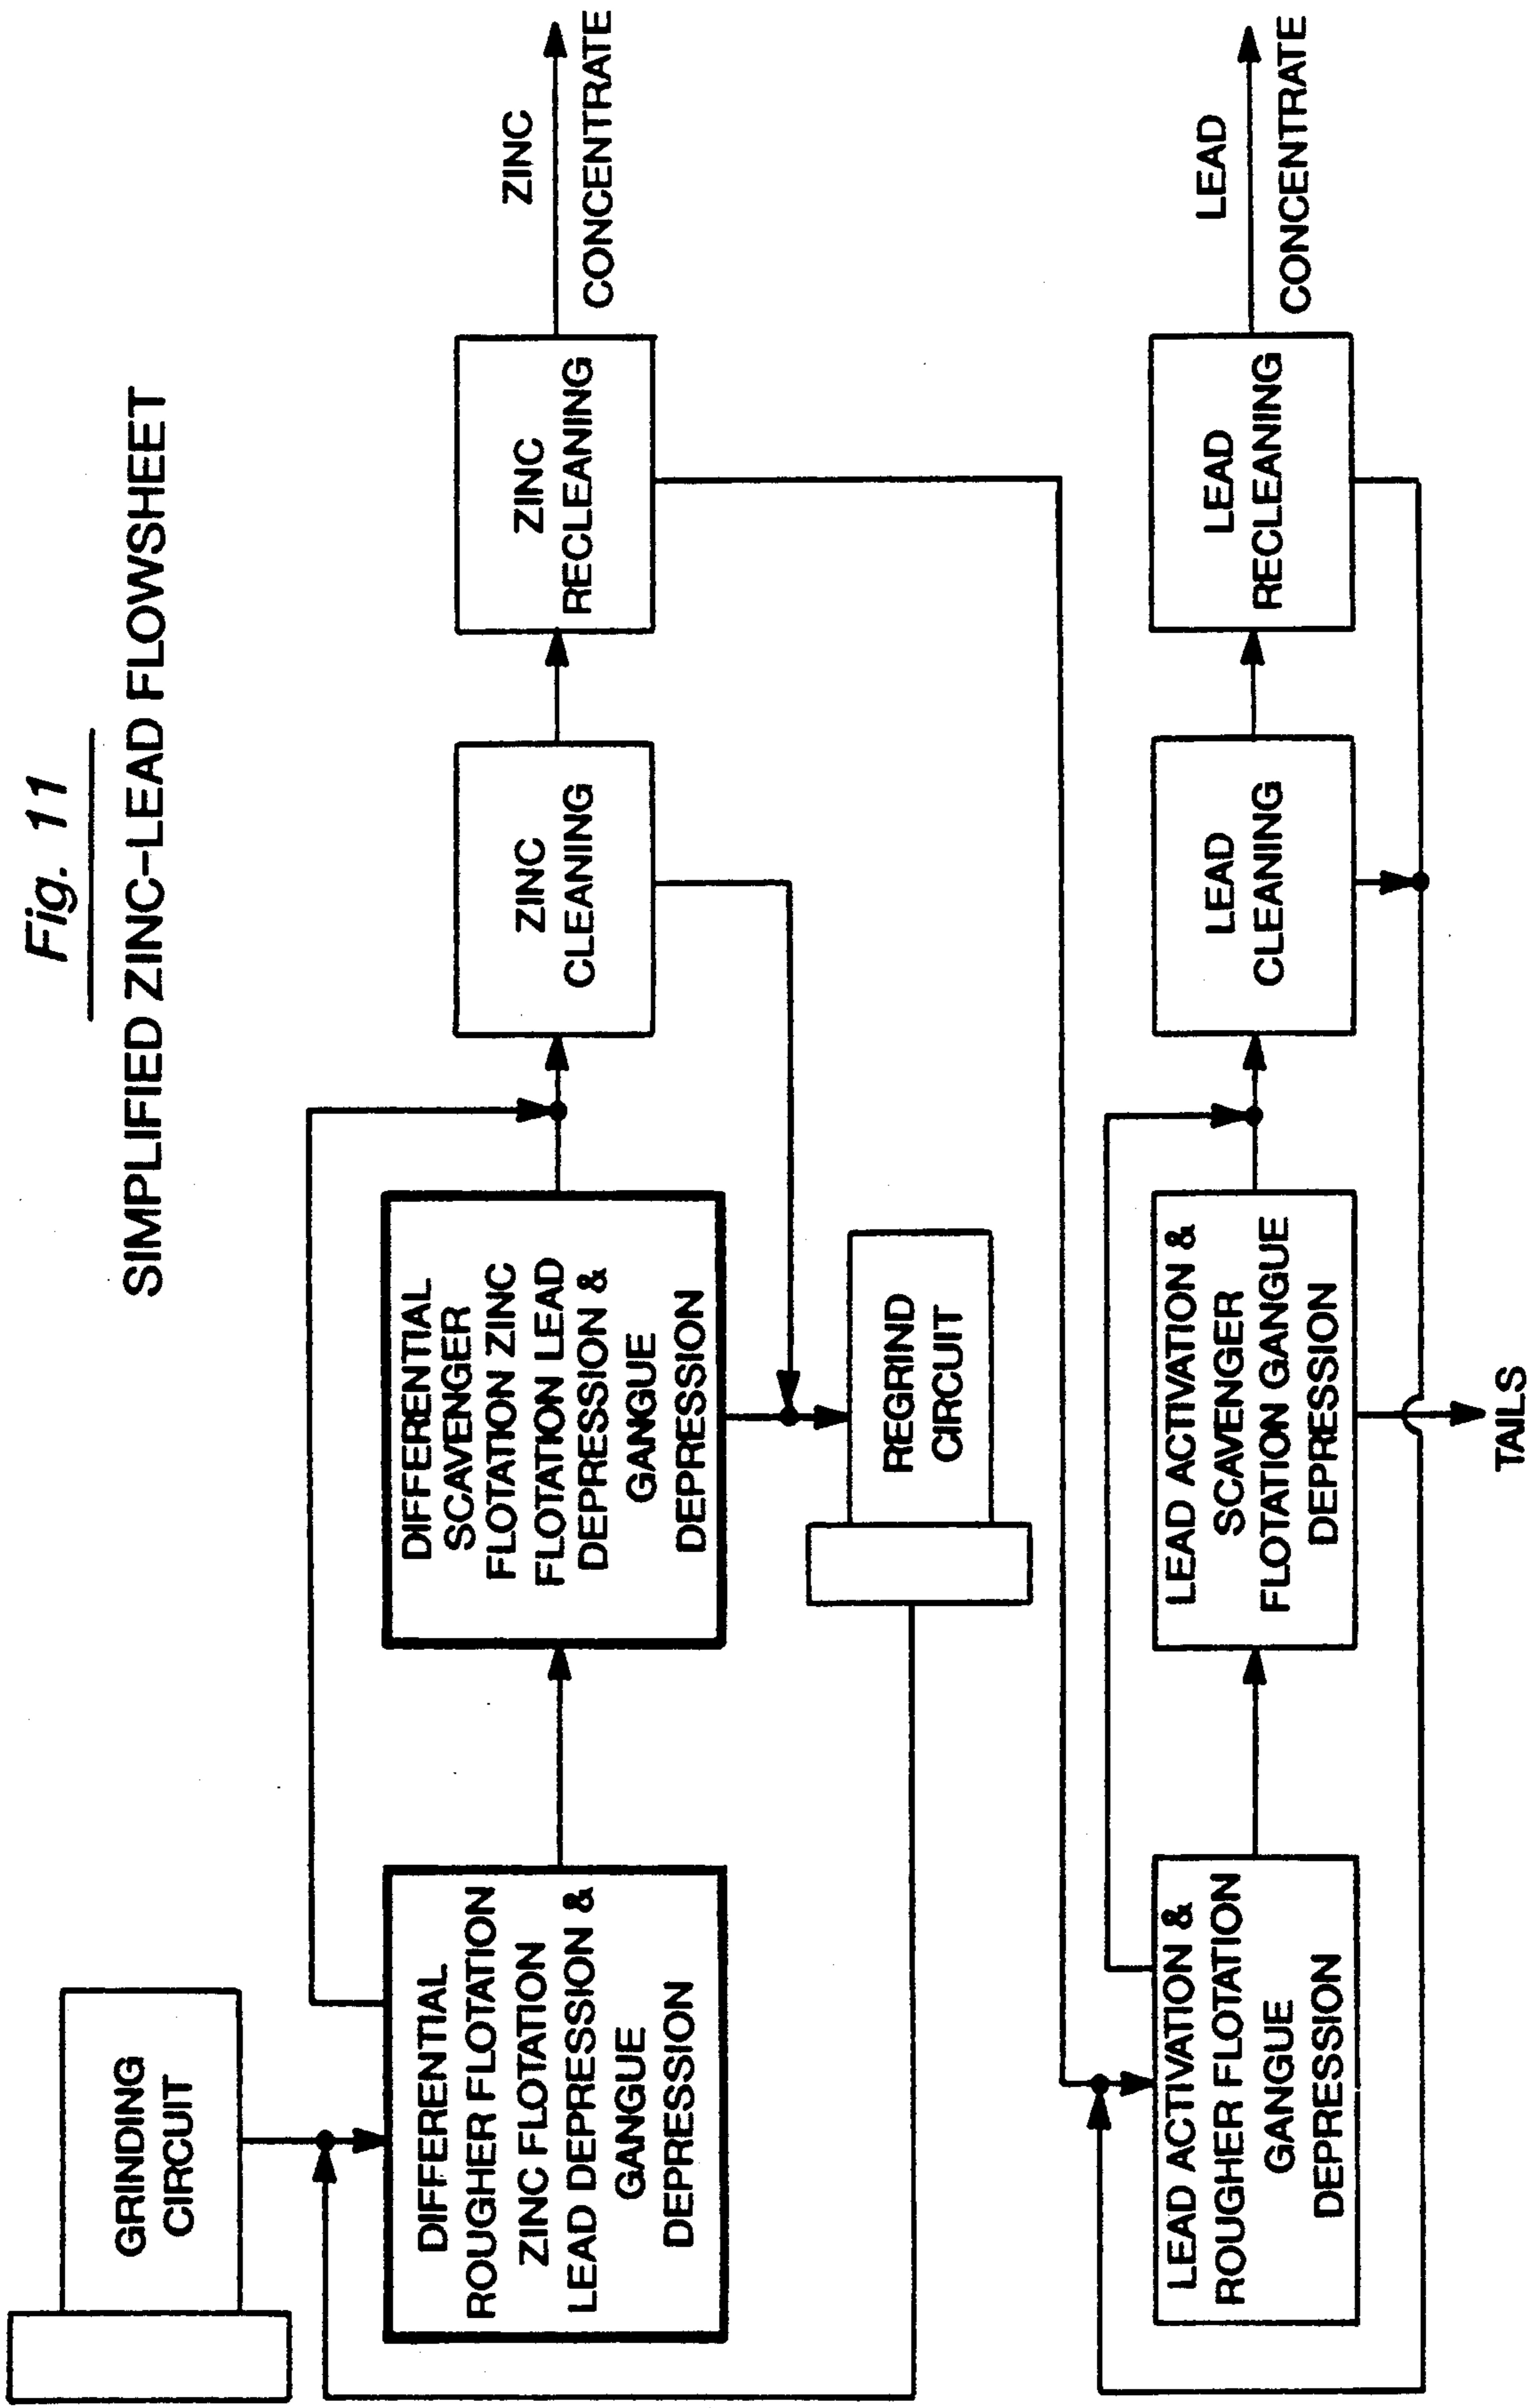 Fig. 11
SIMPLIFIED ZINC-LEAD FLOWSHEET
GRINDING
CIRCUIT
DIFFERENTIAL
ROUGHER FLOTATION
ZINC FLOTATION
LEAD DEPRESSION &
GANGUE
DEPRESSION
DIFFERENTIAL
SCAVENGER
FLOTATION ZINC
FLOTATION LEAD
DEPRESSION &
GANGUE
DEPRESSION
ZINC
CLEANING
ZINC
RECLEANING
ZINC
CONCENTRATE
REGRIND
CIRCUIT
LEAD ACTIVATION &
ROUGHER FLOTATION
GANGUE
DEPRESSION
LEAD ACTIVATION &
SCAVENGER
FLOTATION GANGUE
DEPRESSION
LEAD
CLEANING
LEAD
RECLEANING
LEAD
CONCENTRATE
TAILS